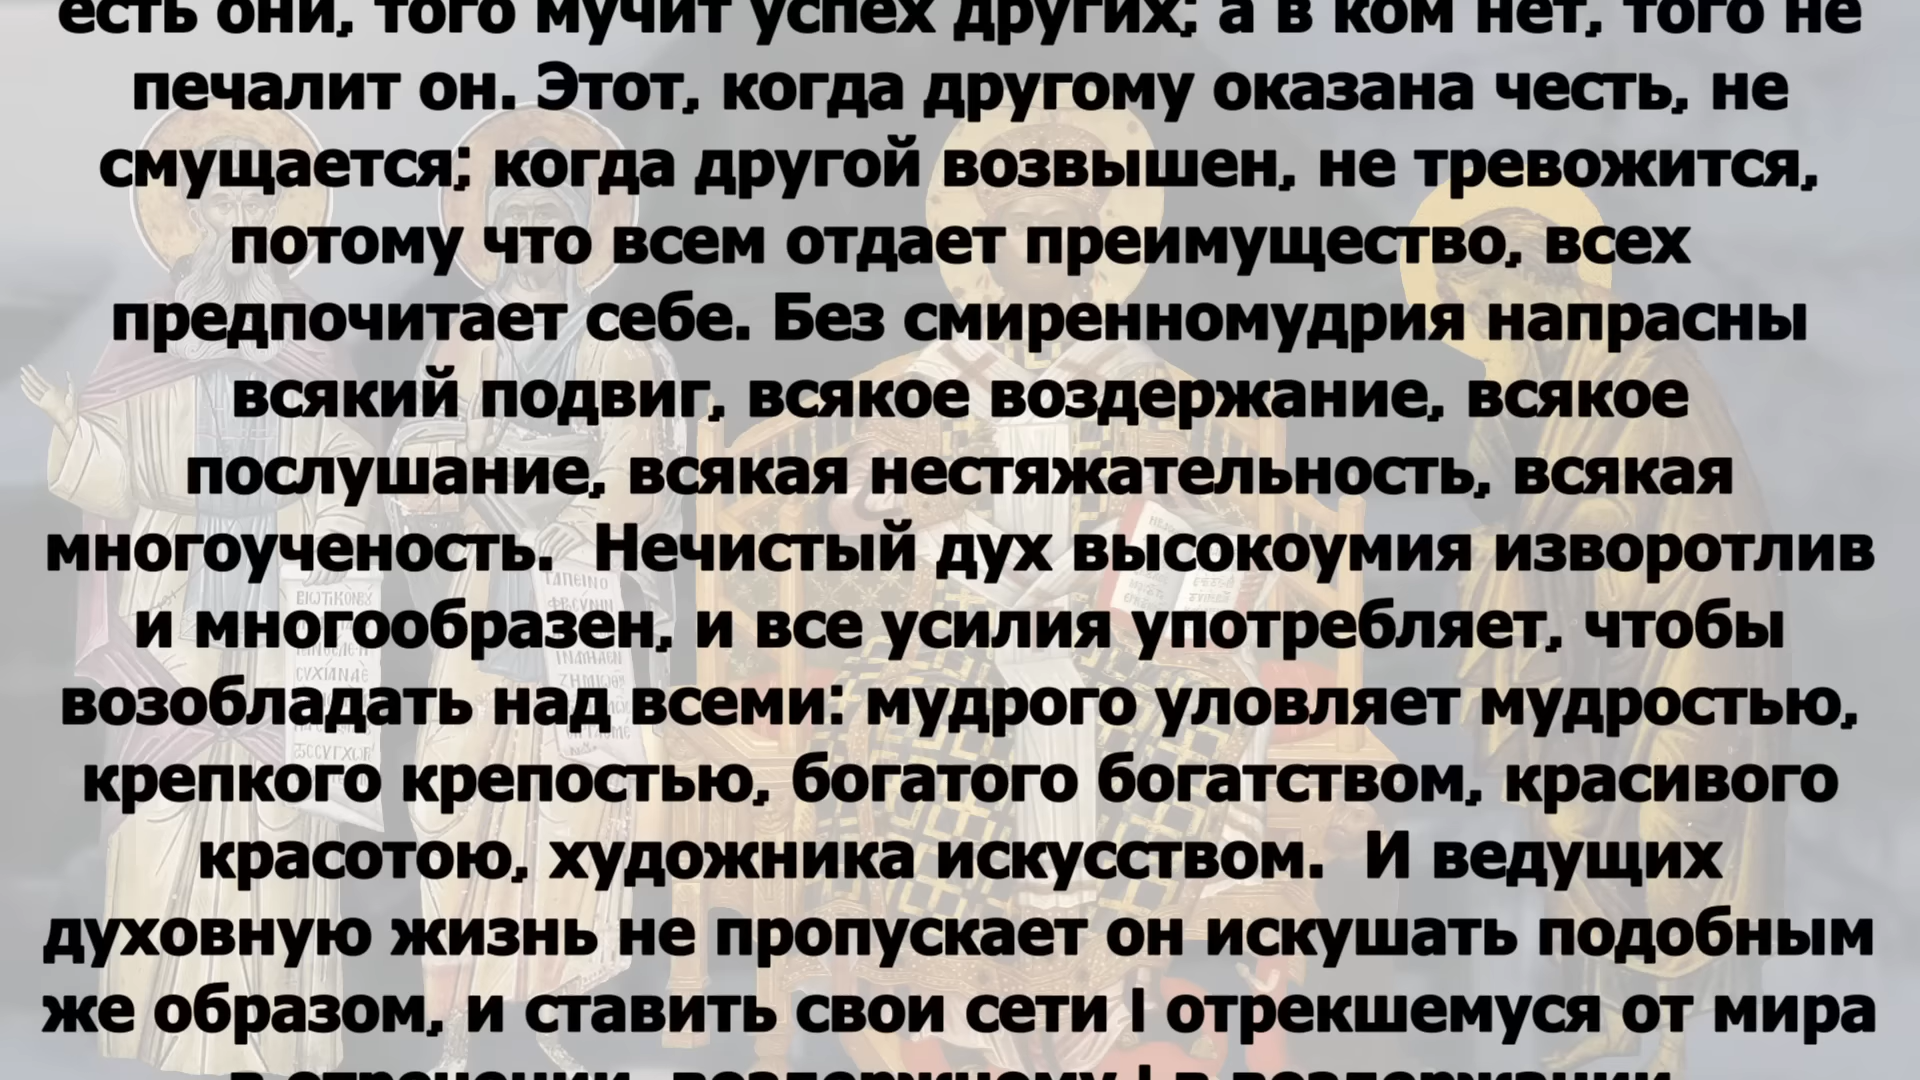 есть они, того мучит успех других; а в ком нет, того не
печалит он. Этот, когда другому оказана честь, не
смущается; когда другой возвышен, не тревожится,
потому что всем отдает преимущество, всех
предпочитает себе. Без смиренномудрия напрасны
всякий подвиг, всякое воздержание, всякое
послушание, всякая нестяжательность, всякая
многоученость.  Нечистый дух высокоумия изворотлив
и многообразен, и все усилия употребляет, чтобы
возобладать над всеми: мудрого уловляет мудростью,
крепкого крепостью, богатого богатством, красивого
красотою, художника искусством.  И ведущих
духовную жизнь не пропускает он искушать подобным
же образом, и ставить свои сети | отрекшемуся от мира
в отречении, воздержному | в воздержании,